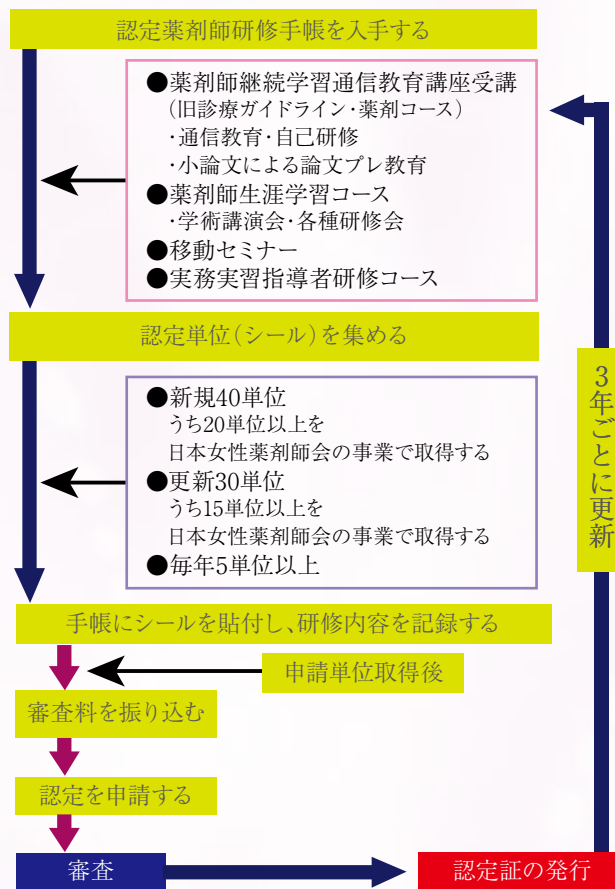 認定薬剤師研修手帳を入手する
●薬剤師継続学習通信教育講座受講
(旧診療ガイドライン・薬剤コース)
・通信教育・自己研修
・小論文による論文プレ教育
●薬剤師生涯学習コース
・学術講演会・各種研修会
●移動セミナー
●実務実習指導者研修コース
認定単位(シール)を集める
●新規40単位
うち20単位以上を
日本女性薬剤師会の事業で取得する
●更新30単位
うち15単位以上を
日本女性薬剤師会の事業で取得する
●毎年5単位以上
3年ごとに更新
手帳にシールを貼付し、研修内容を記録する
申請単位取得後
審査料を振り込む
認定を申請する
審査
認定証の発行